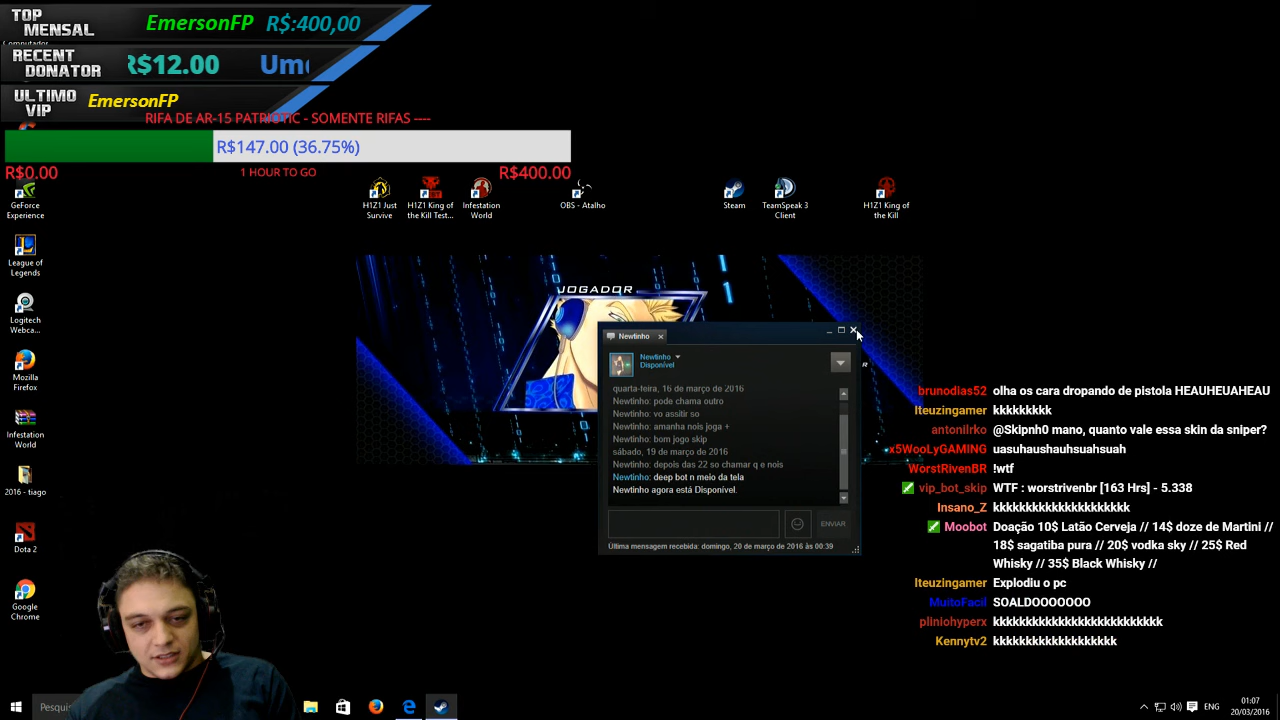 TOP
MENSAL
EmersonFP R$:400,00
Computador
RECENT
DONATOR
R$12.00 Um
ULTIMO
VIP
EmersonFP
RIFA DE AR-15 PATRIOTIC - SOMENTE RIFAS ----
R$147.00 (36.75%)
R$0.00
1 HOUR TO GO
R$400.00
GeForce
Experience
H1Z1 Just
Survive
H1Z1 King of
the Kill Test...
Infestation
World
OBS - Atalho
Steam
TeamSpeak 3
Client
H1Z1 King of
the Kill
League of
Legends
Logitech
Webca...
Mozilla
Firefox
Infestation
World
2016 - tiago
Dota 2
Google
Chrome
JOGADOR
Newtinho
Newtinho
Disponível
quarta-feira, 16 de março de 2016
Newtinho: pode chama outro
Newtinho: vo assitir so
Newtinho: amanha nois joga +
Newtinho: bom jogo skip
sábado, 19 de março de 2016
Newtinho: depois das 22 so chamar q e nois
Newtinho: deep bot n meio da tela
Newtinho agora está Disponível.
ENVIAR
Última mensagem recebida: domingo, 20 de março de 2016 às 00:39
brunodias52 olha os cara dropando de pistola HEAUHEUAHEAU
lteuzingamer kkkkkkkkk
antonilrko @Skipnh0 mano, quanto vale essa skin da sniper?
x5WooLyGAMING uasuhaushauhsuahsuah
WorstRivenBR !wtf
vip_bot_skip WTF : worstrivenbr [163 Hrs] - 5.338
Insano_Z kkkkkkkkkkkkkkkkkkkk
Moobot Doação 10$ Latão Cerveja // 14$ doze de Martini //
18$ sagatiba pura // 20$ vodka sky // 25$ Red
Whisky // 35$ Black Whisky //
lteuzingamer Explodiu o pc
MuitoFacil SOALDOOOOOOO
pliniohyperx kkkkkkkkkkkkkkkkkkkkkkkkk
Kennytv2 kkkkkkkkkkkkkkkkkk
Pesqui
ENG
01:07
20/03/2016